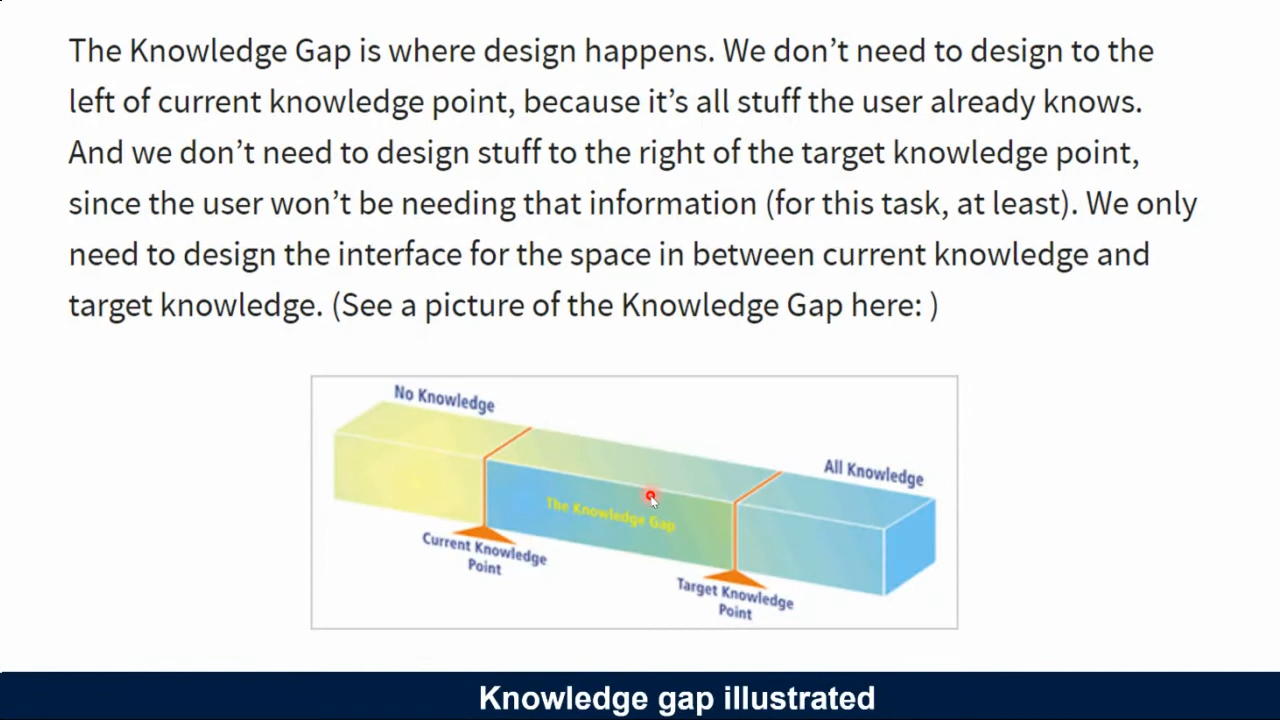 The Knowledge Gap is where design happens. We don’t need to design to the
left of current knowledge point, because it’s all stuff the user already knows.
And we don’t need to design stuff to the right of the target knowledge point,
since the user won’t be needing that information (for this task, at least). We only
need to design the interface for the space in between current knowledge and
target knowledge. (See a picture of the Knowledge Gap here: )
No Knowledge
All Knowledge
The Knowledge Gap
Current Knowledge
Point
Target Knowledge
Point
Knowledge gap illustrated